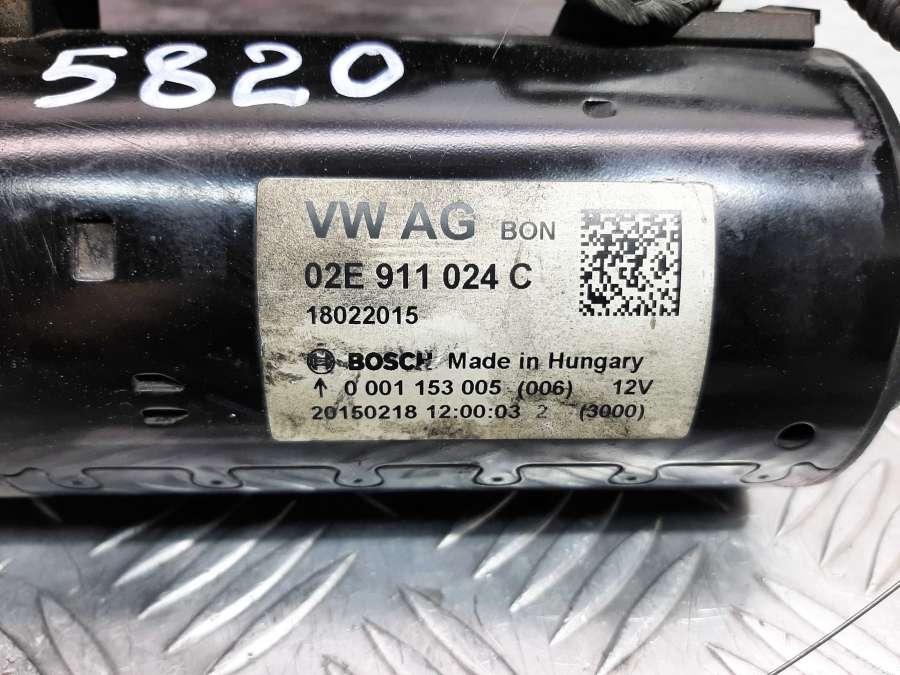 5820
VW AG BON
02E 911 024 C
18022015
BOSCH Made in Hungary
↑ 0 001 153 005 (006) 12V
20150218 12:00:03 2 (3000)